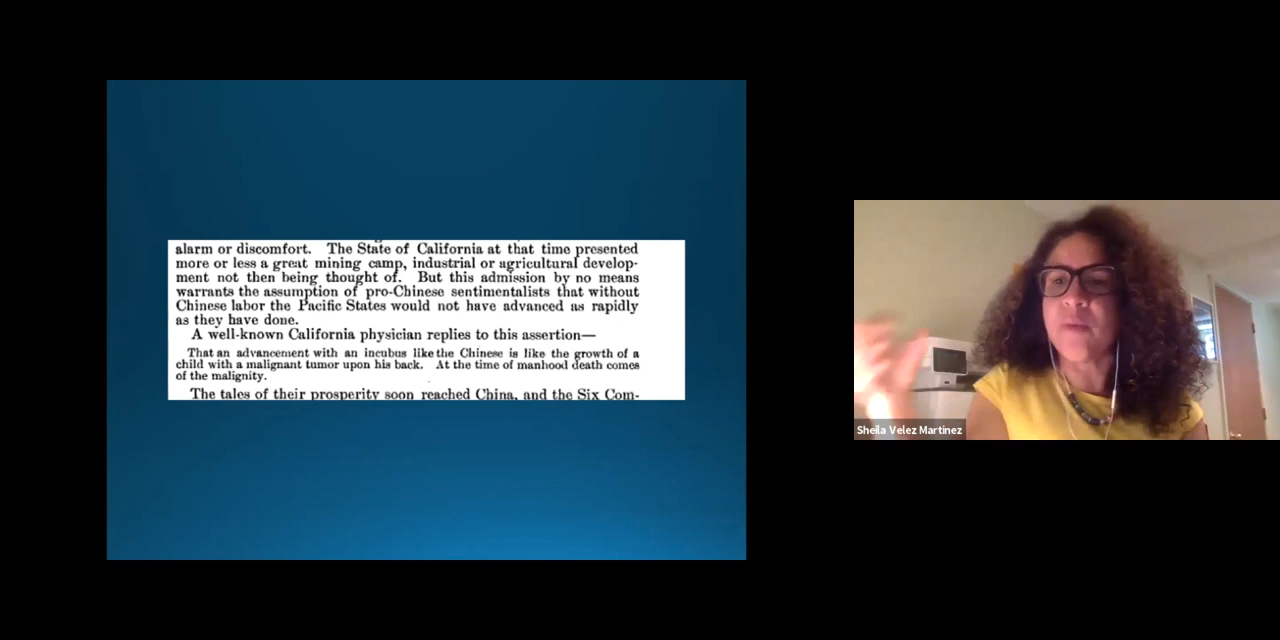 alarm or discomfort. The State of California at that time presented
more or less a great mining camp, industrial or agricultural develop-
ment not then being thought of. But this admission by no means
warrants the assumption of pro-Chinese sentimentalists that without
Chinese labor the Pacific States would not have advanced as rapidly
as they have done.
A well-known California physician replies to this assertion—
That an advancement with an incubus like the Chinese is like the growth of a
child with a malignant tumor upon his back. At the time of manhood death comes
of the malignity.
The tales of their prosperity soon reached China, and the Six Com-
Sheila Velez Martinez